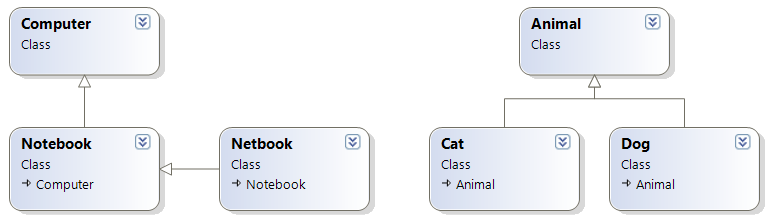 Computer
Class
Animal
Class
Notebook
Class
Computer
Netbook
Class
Notebook
Cat
Class
Animal
Dog
Class
Animal